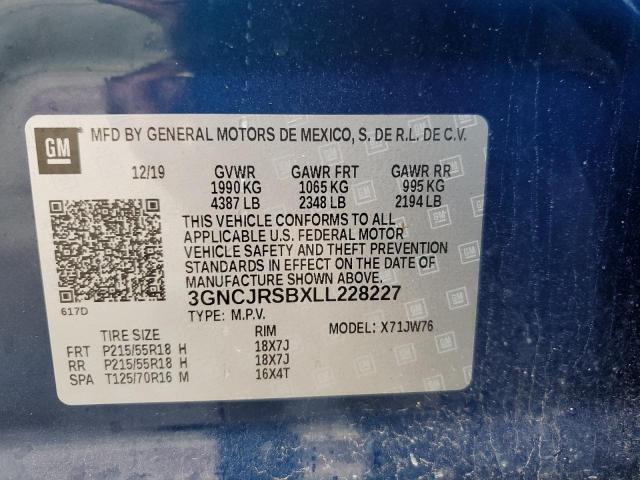 GM MFD BY GENERAL MOTORS DE MEXICO, S. DE R.L. DE C.V.
12/19 GVWR GAWR FRT GAWR RR
1990 KG 1065 KG 995 KG
4387 LB 2348 LB 2194 LB
THIS VEHICLE CONFORMS TO ALL
APPLICABLE U.S. FEDERAL MOTOR
VEHICLE SAFETY AND THEFT PREVENTION
STANDARDS IN EFFECT ON THE DATE OF
MANUFACTURE SHOWN ABOVE.
3GNCJRSBXLL228227
617D
TYPE: M.P.V. MODEL: X71JW76
TIRE SIZE RIM
FRT P215/55R18 H 18X7J
RR P215/55R18 H 18X7J
SPA T125/70R16 M 16X4T